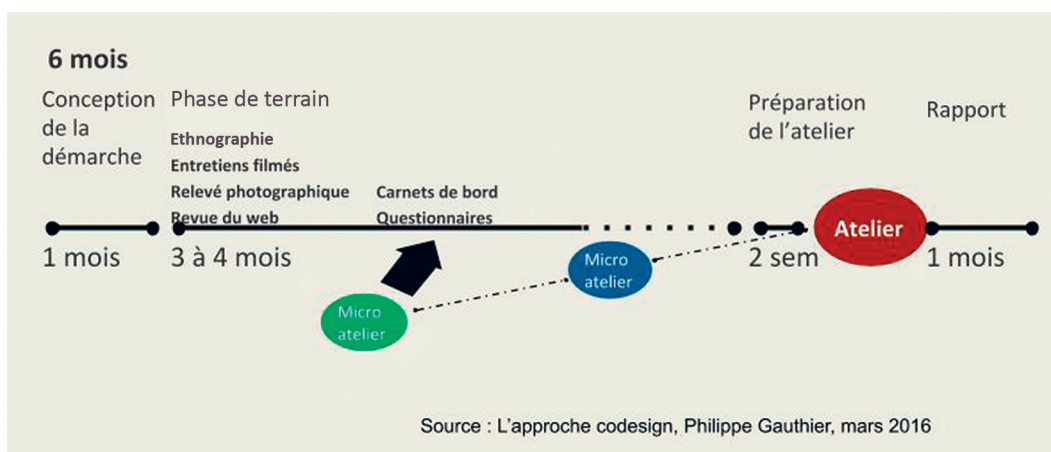 6 mois
Conception
de la
démarche
Phase de terrain
Ethnographie
Entretiens filmés
Relevé photographique
Revue du web
Carnets de bord
Questionnaires
Préparation
de l'atelier
Rapport
Atelier
1 mois
3 à 4 mois
2 sem
1 mois
Micro
atelier
Micro
atelier
Source : L'approche codesign, Philippe Gauthier, mars 2016